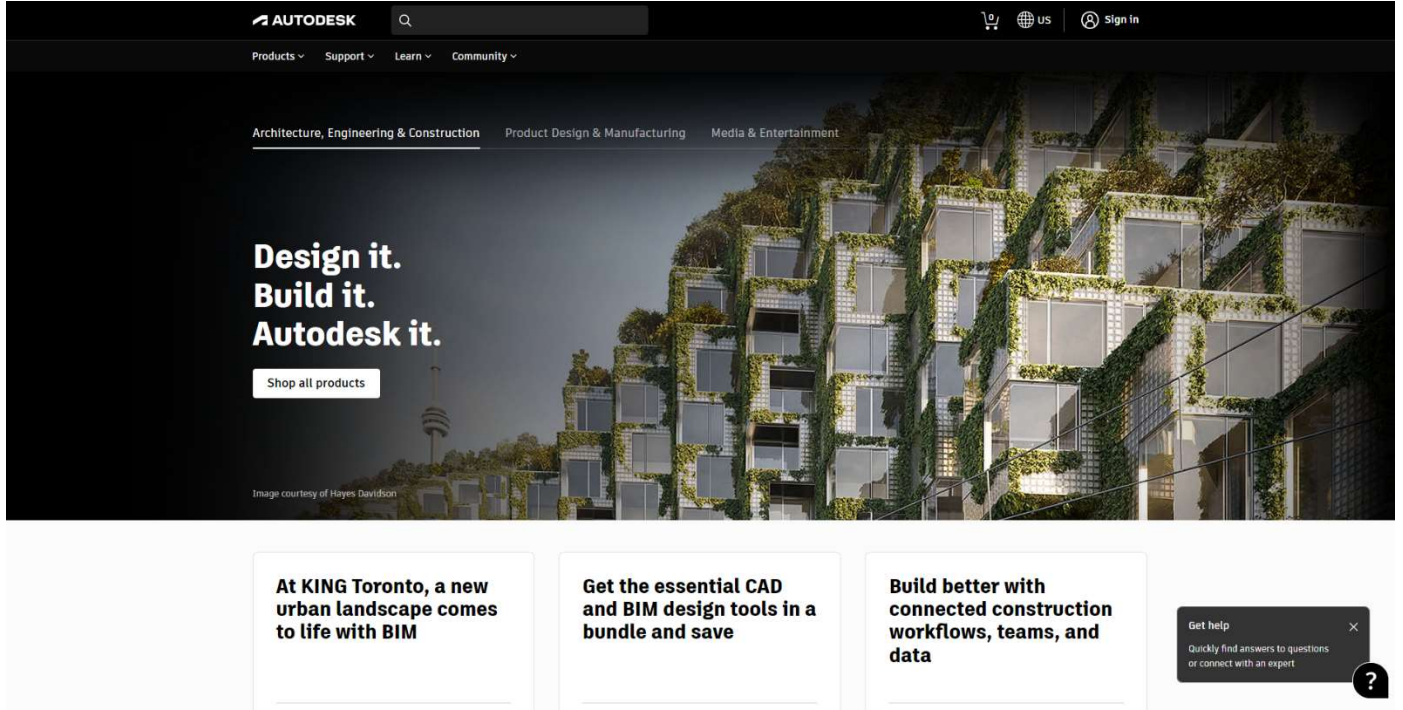 AUTODESK
0
US
Sign in
Products
Support
Learn
Community
Architecture, Engineering & Construction
Product Design & Manufacturing
Media & Entertainment
Design it.
Build it.
Autodesk it.
Shop all products
Image courtesy of Hayes Davidson
At KING Toronto, a new
urban landscape comes
to life with BIM
Get the essential CAD
and BIM design tools in a
bundle and save
Build better with
connected construction
workflows, teams, and
data
Get help
Quickly find answers to questions
or connect with an expert
?